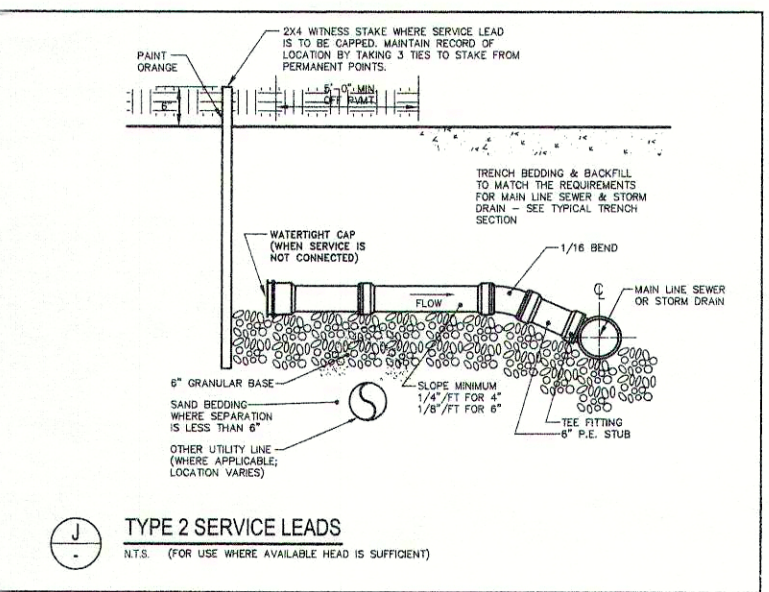 2X4 WITNESS STAKE WHERE SERVICE LEAD
IS TO BE CAPPED. MAINTAIN RECORD OF
LOCATION BY TAKING 3 TIES TO STAKE FROM
PERMANENT POINTS.
PAINT
ORANGE
5'-0" MIN.
OFF PVMT.
6"
TRENCH BEDDING & BACKFILL
TO MATCH THE REQUIREMENTS
FOR MAIN LINE SEWER & STORM
DRAIN - SEE TYPICAL TRENCH
SECTION
WATERTIGHT CAP
(WHEN SERVICE IS
NOT CONNECTED)
1/16 BEND
℄
MAIN LINE SEWER
OR STORM DRAIN
FLOW
6" GRANULAR BASE
SAND BEDDING
WHERE SEPARATION
IS LESS THAN 6"
OTHER UTILITY LINE
(WHERE APPLICABLE;
LOCATION VARIES)
SLOPE MINIMUM
1/4"/FT FOR 4"
1/8"/FT FOR 6"
TEE FITTING
6" P.E. STUB
J
-
TYPE 2 SERVICE LEADS
N.T.S. (FOR USE WHERE AVAILABLE HEAD IS SUFFICIENT)